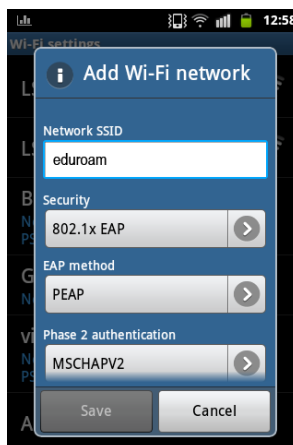 12:58
Wi-Fi settings
Add Wi-Fi network
Network SSID
eduroam
Security
802.1x EAP
EAP method
PEAP
Phase 2 authentication
MSCHAPV2
Save
Cancel